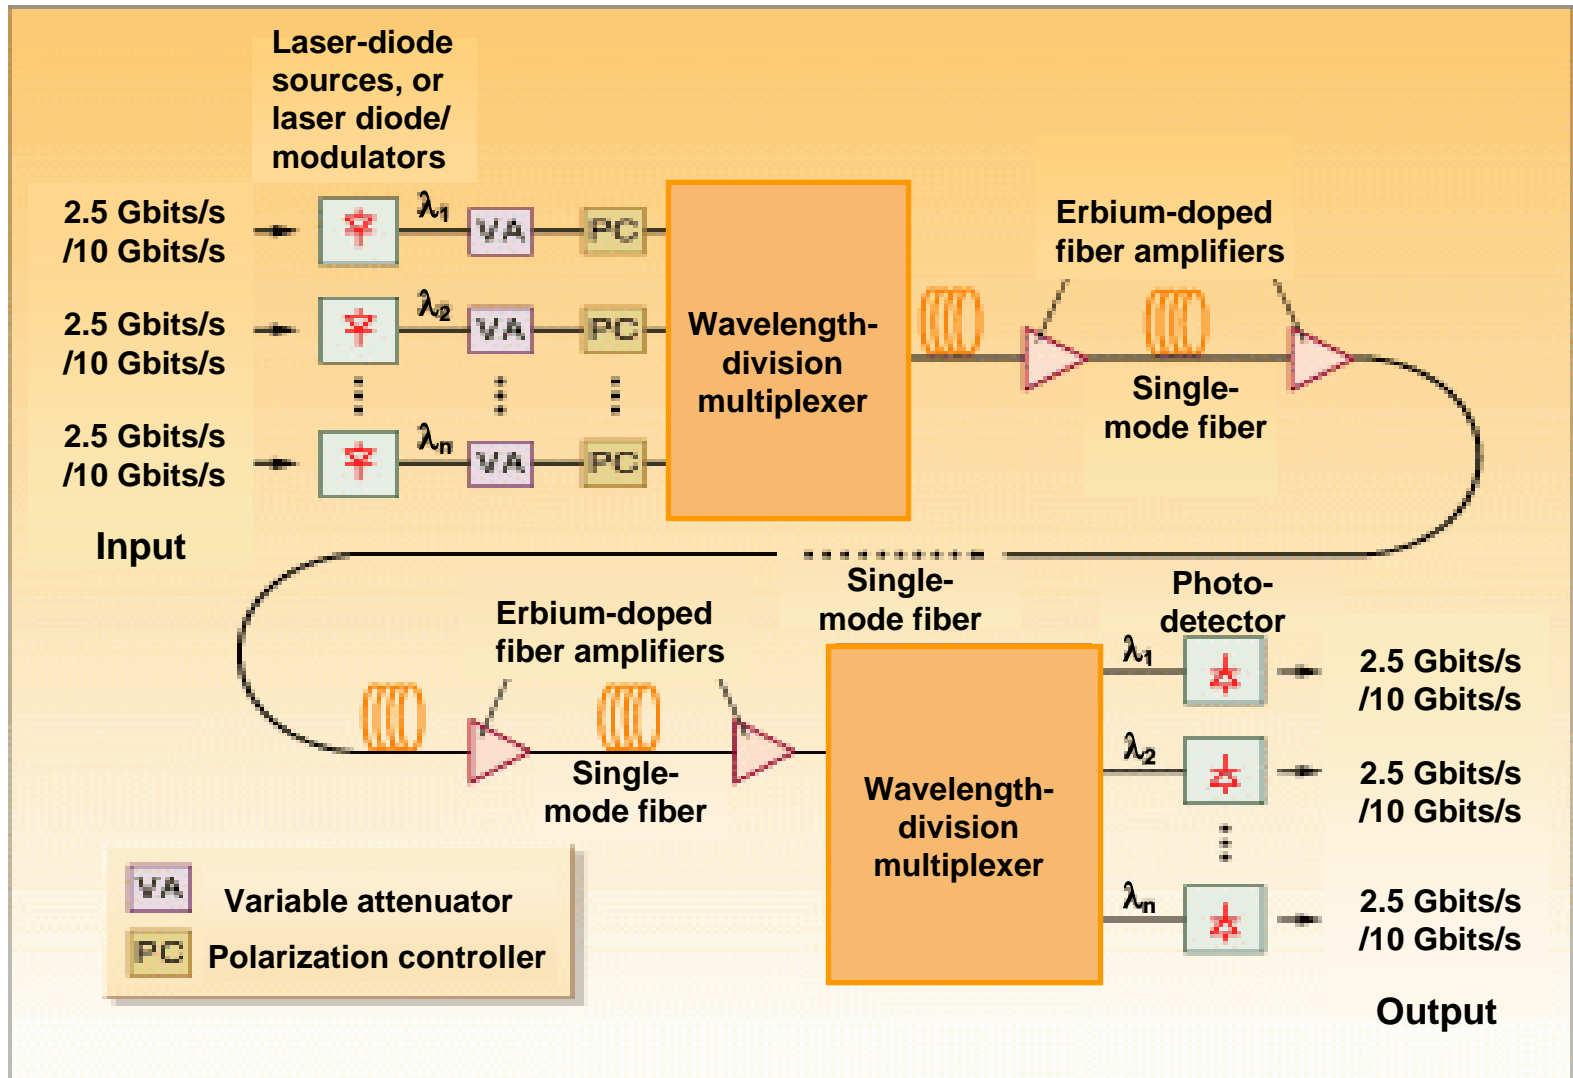 Laser-diode
sources, or
laser diode/
modulators
2.5 Gbits/s
/10 Gbits/s
λ1
VA
PC
2.5 Gbits/s
/10 Gbits/s
λ2
VA
PC
2.5 Gbits/s
/10 Gbits/s
λn
VA
PC
Input
Wavelength-
division
multiplexer
Erbium-doped
fiber amplifiers
Single-
mode fiber
Single-
mode fiber
Erbium-doped
fiber amplifiers
Single-
mode fiber
Wavelength-
division
multiplexer
Photo-
detector
λ1
2.5 Gbits/s
/10 Gbits/s
λ2
2.5 Gbits/s
/10 Gbits/s
λn
2.5 Gbits/s
/10 Gbits/s
Output
VA Variable attenuator
PC Polarization controller